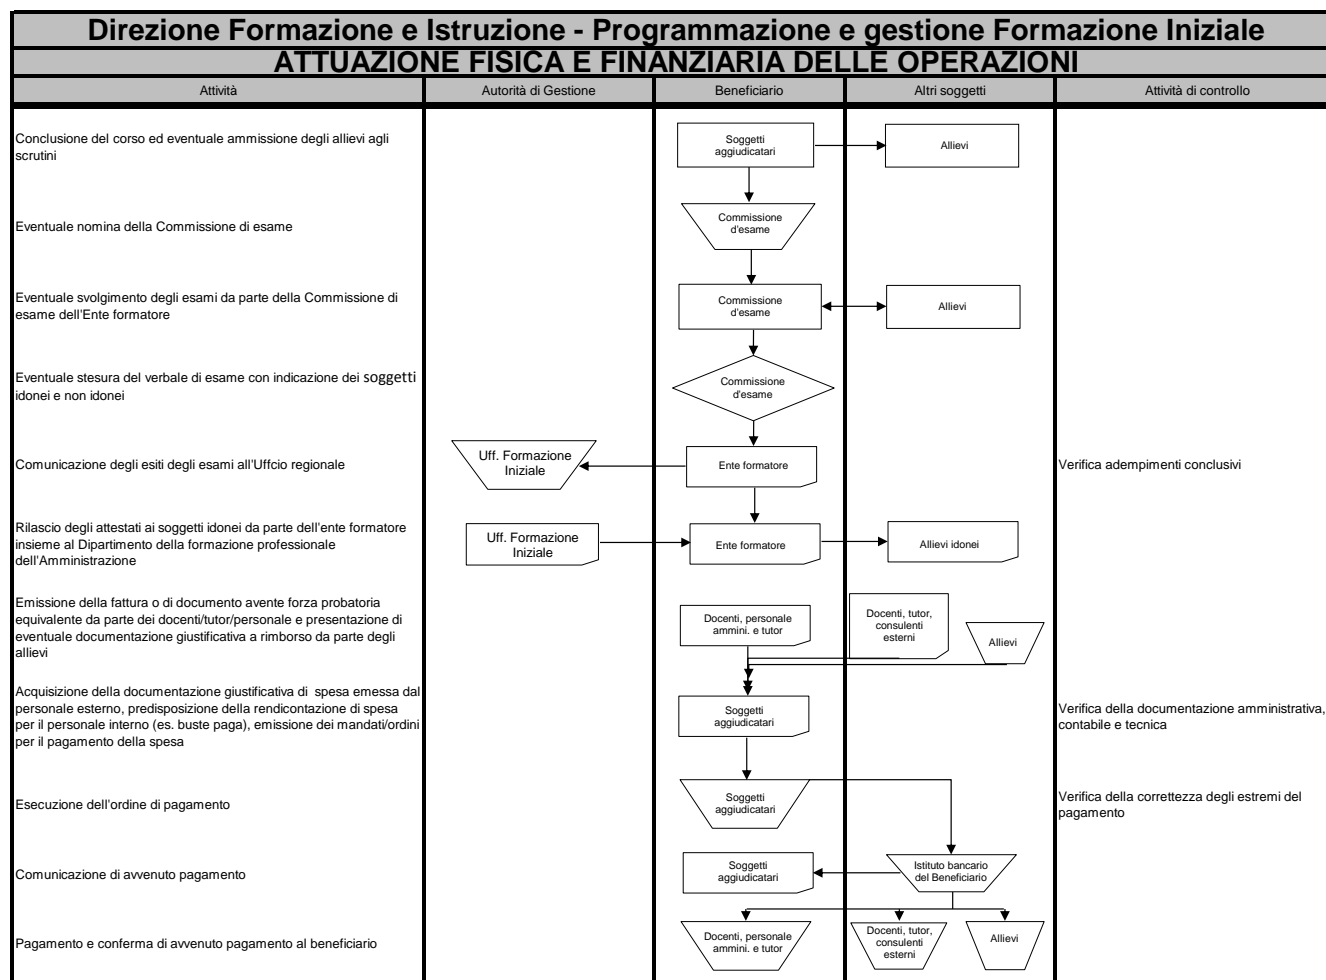 Direzione Formazione e Istruzione - Programmazione e gestione Formazione Iniziale
ATTUAZIONE FISICA E FINANZIARIA DELLE OPERAZIONI
Attività
Autorità di Gestione
Beneficiario
Altri soggetti
Attività di controllo
Conclusione del corso ed eventuale ammissione degli allievi agli
scrutini
Soggetti
aggiudicatari
Allievi
Eventuale nomina della Commissione di esame
Commissione
d'esame
Eventuale svolgimento degli esami da parte della Commissione di
esame dell'Ente formatore
Commissione
d'esame
Allievi
Eventuale stesura del verbale di esame con indicazione dei soggetti
idonei e non idonei
Commissione
d'esame
Comunicazione degli esiti degli esami all'Uffcio regionale
Uff. Formazione
Iniziale
Ente formatore
Verifica adempimenti conclusivi
Rilascio degli attestati ai soggetti idonei da parte dell'ente formatore
insieme al Dipartimento della formazione professionale
dell'Amministrazione
Uff. Formazione
Iniziale
Ente formatore
Allievi idonei
Emissione della fattura o di documento avente forza probatoria
equivalente da parte dei docenti/tutor/personale e presentazione di
eventuale documentazione giustificativa a rimborso da parte degli
allievi
Docenti, personale
ammini. e tutor
Docenti, tutor,
consulenti
esterni
Allievi
Acquisizione della documentazione giustificativa di spesa emessa dal
personale esterno, predisposizione della rendicontazione di spesa
per il personale interno (es. buste paga), emissione dei mandati/ordini
per il pagamento della spesa
Soggetti
aggiudicatari
Verifica della documentazione amministrativa,
contabile e tecnica
Esecuzione dell'ordine di pagamento
Soggetti
aggiudicatari
Verifica della correttezza degli estremi del
pagamento
Comunicazione di avvenuto pagamento
Soggetti
aggiudicatari
Istituto bancario
del Beneficiario
Pagamento e conferma di avvenuto pagamento al beneficiario
Docenti, personale
ammini. e tutor
Docenti, tutor,
consulenti
esterni
Allievi